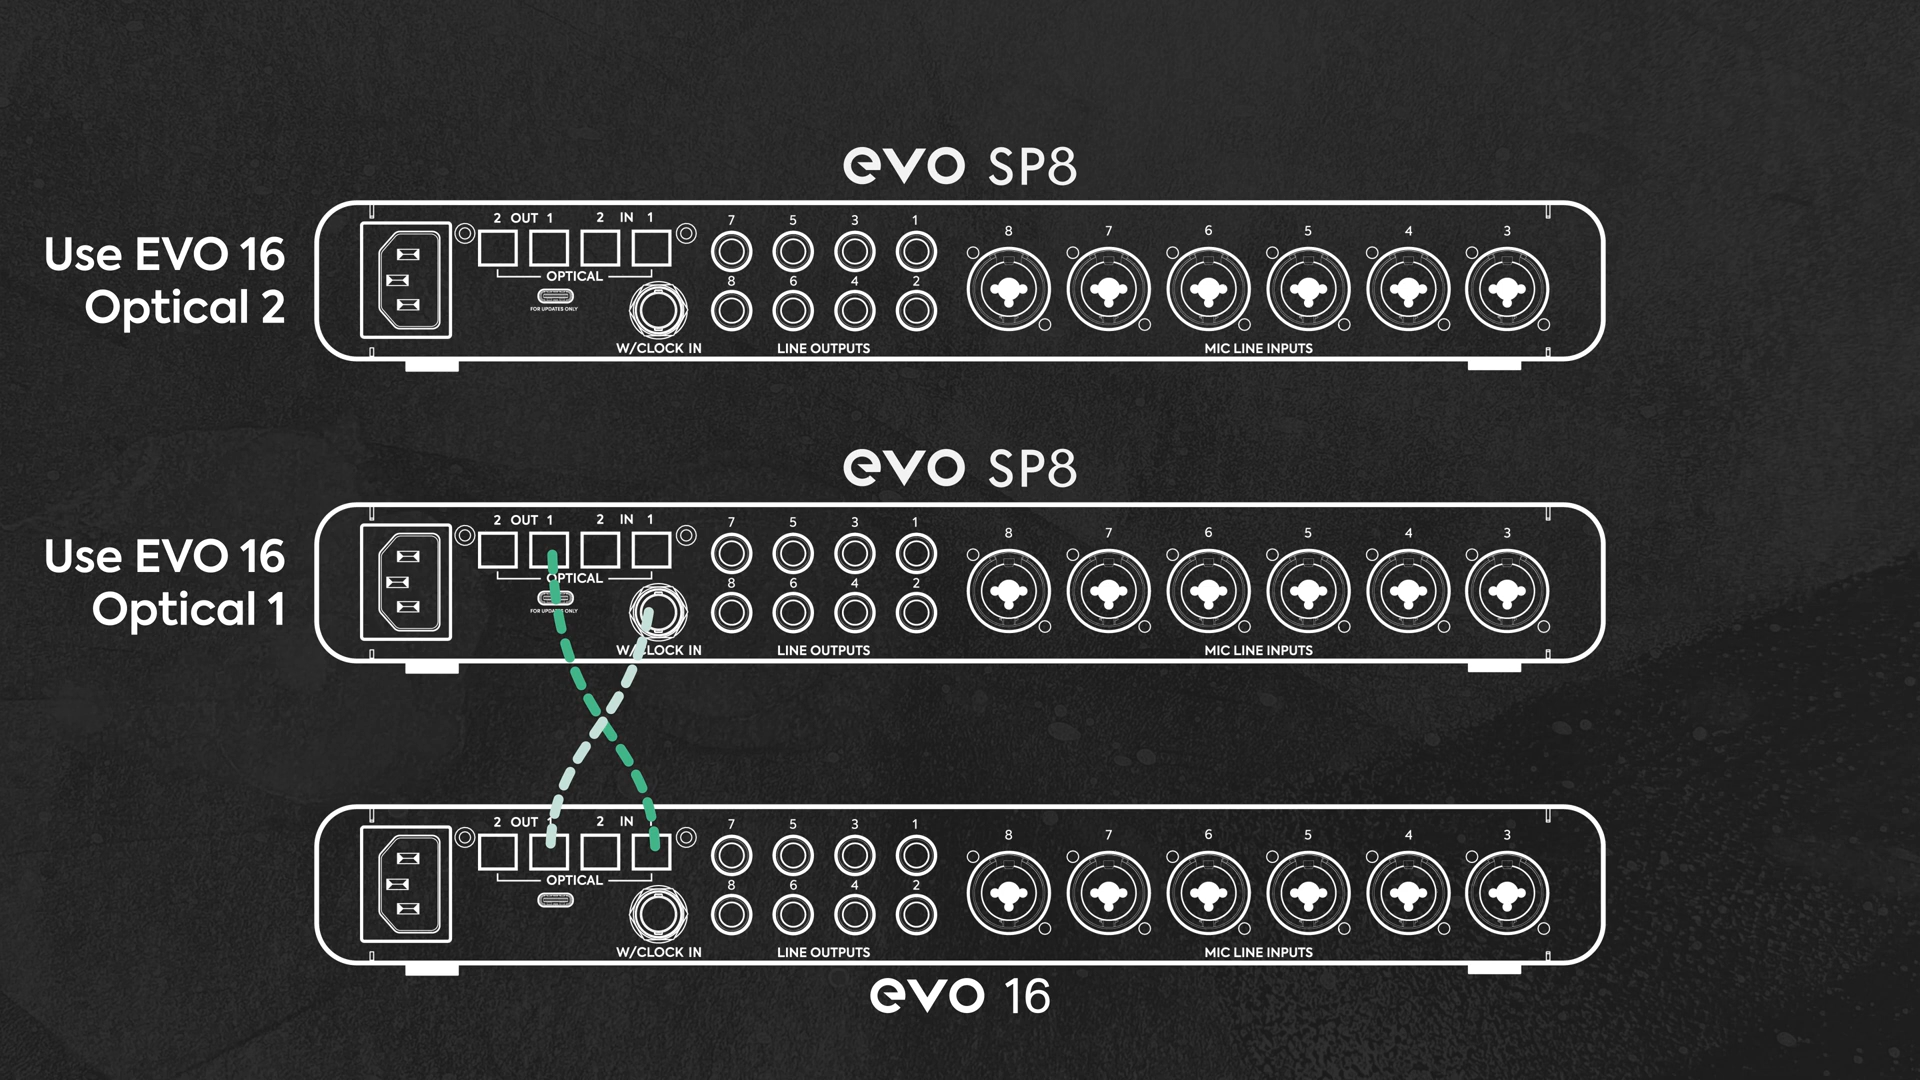 evo SP8
Use EVO 16
Optical 2
2 OUT 1 2 IN 1
OPTICAL
FOR UPDATES ONLY
W/CLOCK IN
7 5 3 1
8 6 4 2
LINE OUTPUTS
8 7 6 5 4 3
MIC LINE INPUTS
evo SP8
Use EVO 16
Optical 1
2 OUT 1 2 IN 1
OPTICAL
FOR UPDATES ONLY
W/CLOCK IN
7 5 3 1
8 6 4 2
LINE OUTPUTS
8 7 6 5 4 3
MIC LINE INPUTS
2 OUT 1 2 IN
OPTICAL
W/CLOCK IN
7 5 3 1
8 6 4 2
LINE OUTPUTS
8 7 6 5 4 3
MIC LINE INPUTS
evo 16